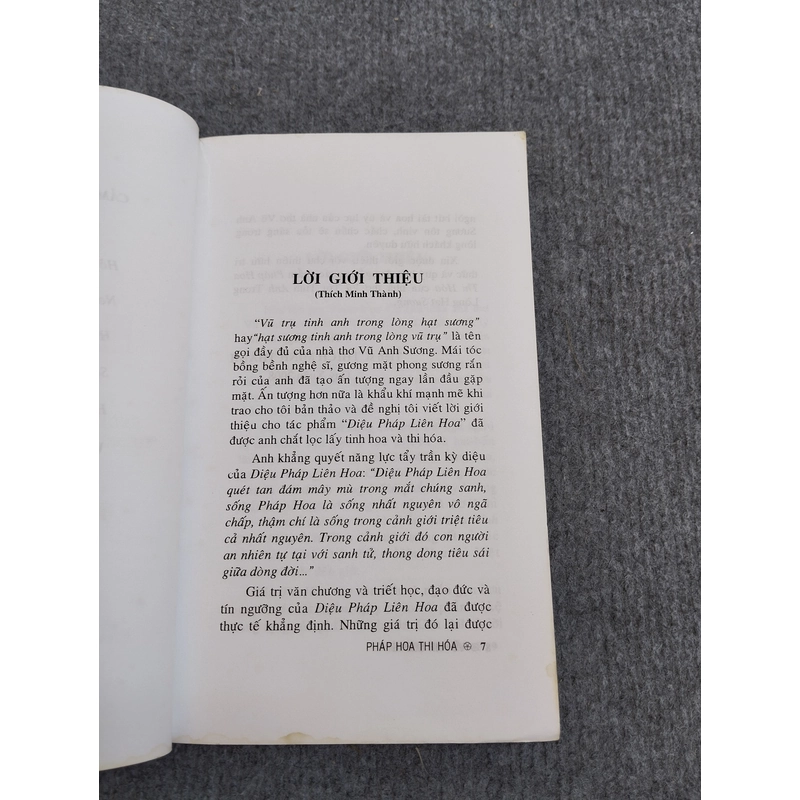 LỜI GIỚI THIỆU
(Thích Minh Thành)
“Vũ trụ tinh anh trong lòng hạt sương”
hay“hạt sương tinh anh trong lòng vũ trụ” là tên
gọi đầy đủ của nhà thơ Vũ Anh Sương. Mái tóc
bồng bềnh nghệ sĩ, gương mặt phong sương rắn
rỏi của anh đã tạo ấn tượng ngay lần đầu gặp
mặt. Ấn tượng hơn nữa là khẩu khí mạnh mẽ khi
trao cho tôi bản thảo và đề nghị tôi viết lời giới
thiệu cho tác phẩm “Diệu Pháp Liên Hoa” đã
được anh chắt lọc lấy tinh hoa và thi hóa.
Anh khẳng quyết năng lực tẩy trần kỳ diệu
của Diệu Pháp Liên Hoa: “Diệu Pháp Liên Hoa
quét tan đám mây mù trong mắt chúng sanh,
sống Pháp Hoa là sống nhất nguyên vô ngã
chấp, thậm chí là sống trong cảnh giới triệt tiêu
cả nhất nguyên. Trong cảnh giới đó con người
an nhiên tự tại với sanh tử, thong dong tiêu sái
giữa dòng đời...”
Giá trị văn chương và triết học, đạo đức và
tín ngưỡng của Diệu Pháp Liên Hoa đã được
thực tế khẳng định. Những giá trị đó lại được
PHÁP HOA THI HÓA 7